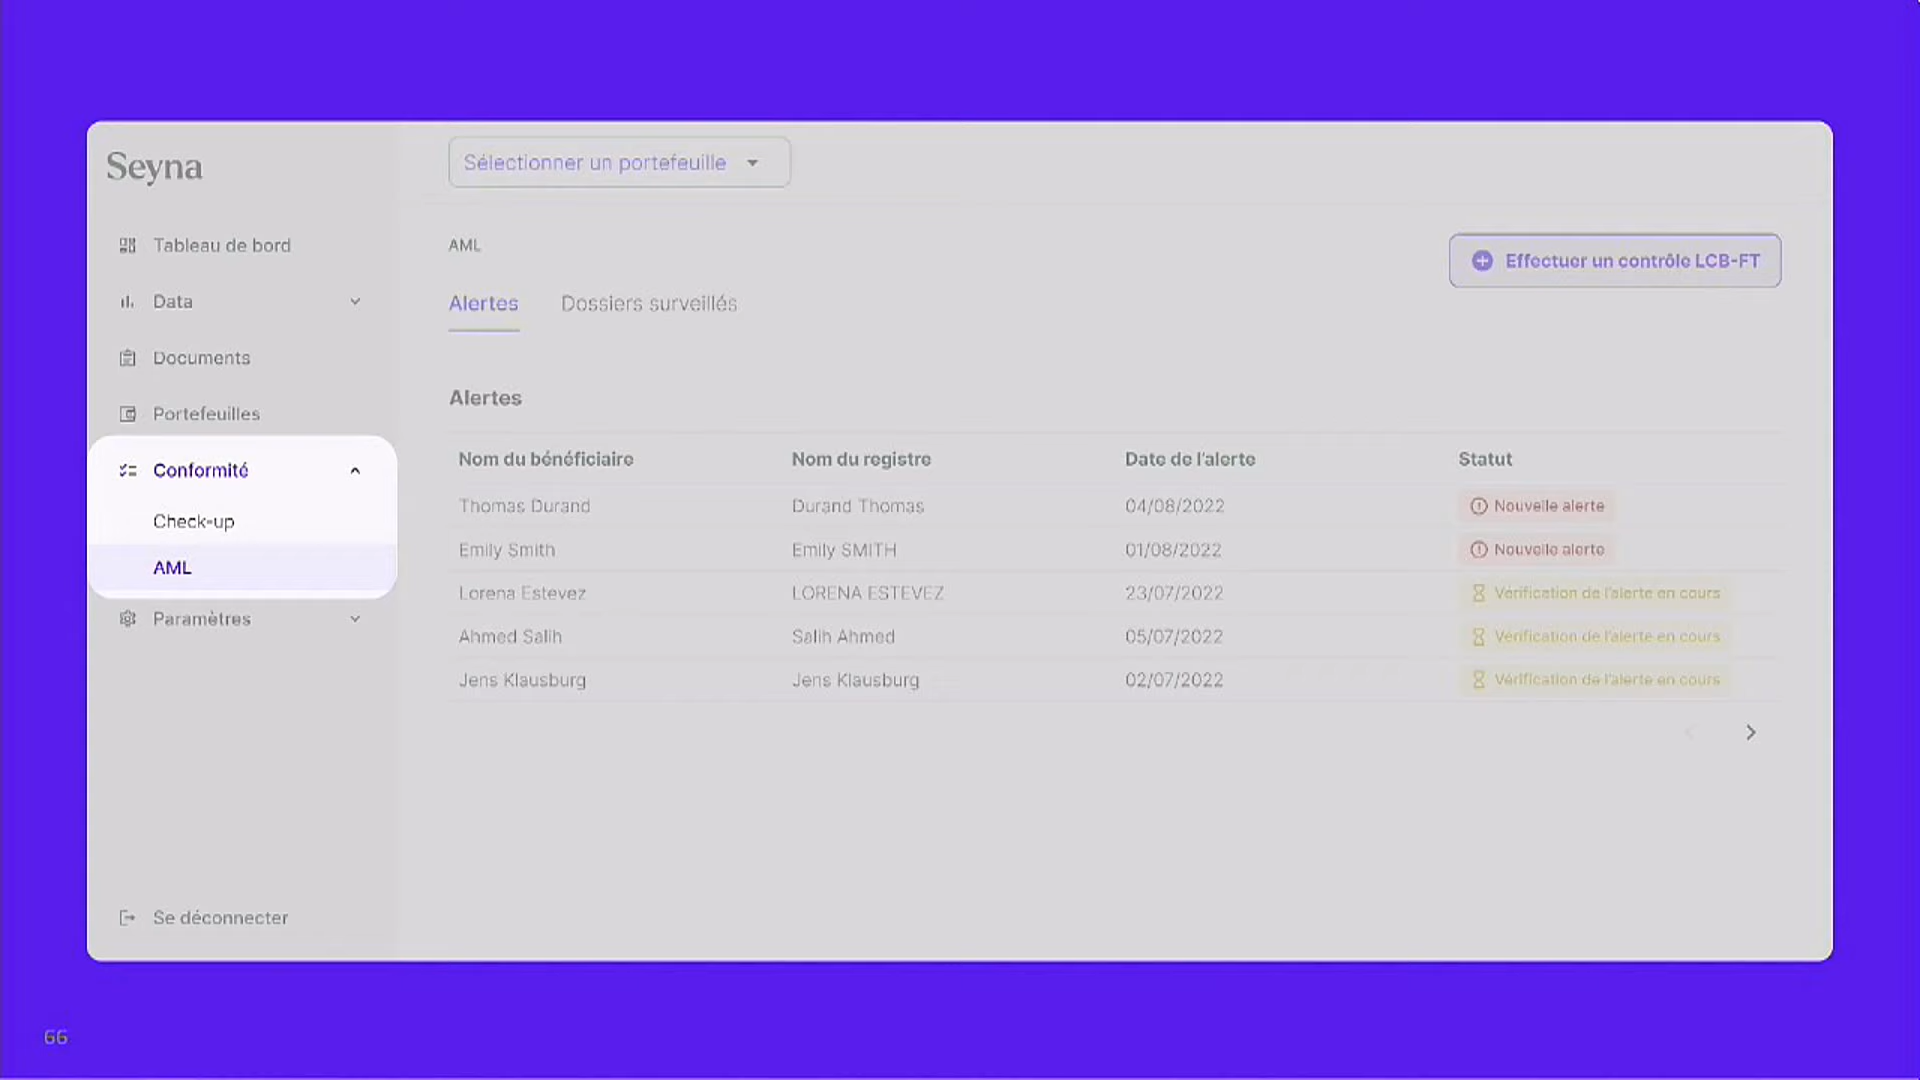 Seyna
Sélectionner un portefeuille
Tableau de bord
Data
Documents
Portefeuilles
Conformité
Check-up
AML
Paramètres
Se déconnecter
AML
Effectuer un contrôle LCB-FT
Alertes Dossiers surveillés
Alertes
Nom du bénéficiaire Nom du registre Date de l'alerte Statut
Thomas Durand Durand Thomas 04/08/2022 Nouvelle alerte
Emily Smith Emily SMITH 01/08/2022 Nouvelle alerte
Lorena Estevez LORENA ESTEVEZ 23/07/2022 Vérification de l'alerte en cours
Ahmed Salih Salih Ahmed 05/07/2022 Vérification de l'alerte en cours
Jens Klausburg Jens Klausburg 02/07/2022 Vérification de l'alerte en cours
66